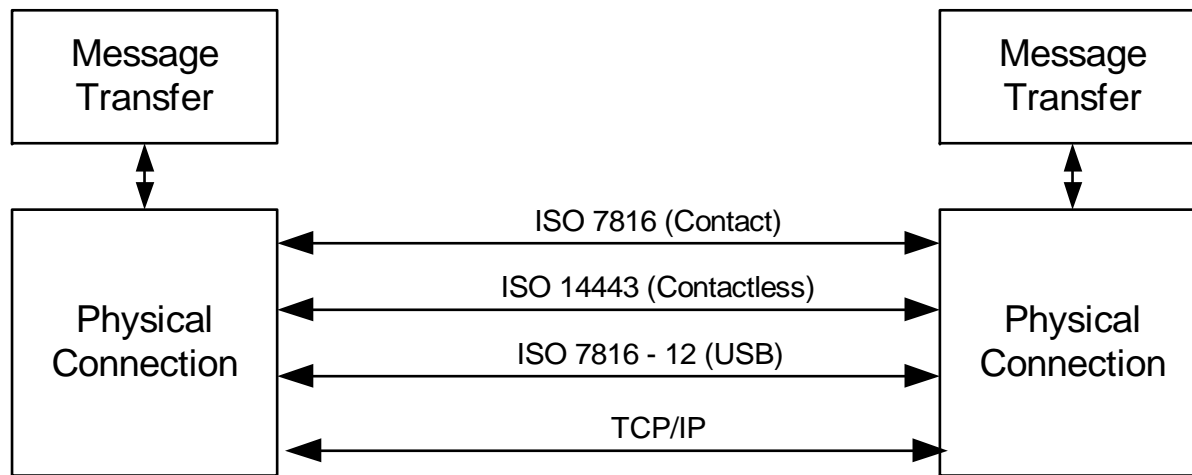 Message
Transfer
Message
Transfer
ISO 7816 (Contact)
ISO 14443 (Contactless)
Physical
Connection
Physical
Connection
ISO 7816 - 12 (USB)
TCP/IP